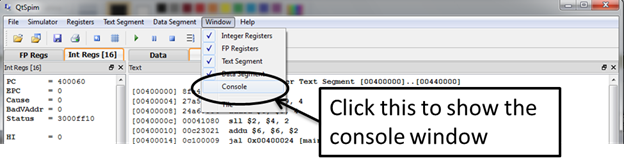 QtSpim
File Simulator Registers Text Segment Data Segment Window Help
Integer Registers
FP Registers
Text Segment
Data Segment
Console
Tile
FP Regs Int Regs [16] Data
Int Regs [16] Text
PC = 400060
EPC = 0
Cause = 0
BadVAddr = 0
Status = 3000ff10
HI = 0
er Text Segment [00400000]..[00440000]
[00400000] 8f
[00400004] 27a5 , 4
[00400008] 24a6
00041080 sll $2, $4, 2
[00400010] 00c23021 addu $6, $6, $2
[00400014] 0c100009 jal 0x00400024 [main
Click this to show the
console window